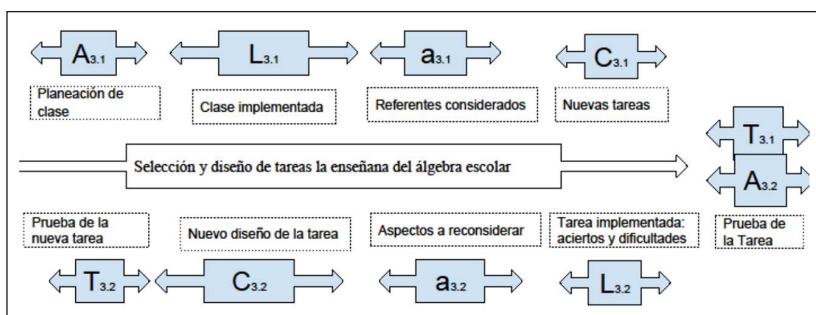 A3.1
L3.1
a3.1
C3.1
Planeación de
clase
Clase implementada
Referentes considerados
Nuevas tareas
T3.1
Selección y diseño de tareas la enseñana del álgebra escolar
A3.2
Prueba de la
nueva tarea
Nuevo diseño de la tarea
Aspectos a reconsiderar
Tarea implementada:
aciertos y dificultades
Prueba de
la Tarea
T3.2
C3.2
a3.2
L3.2